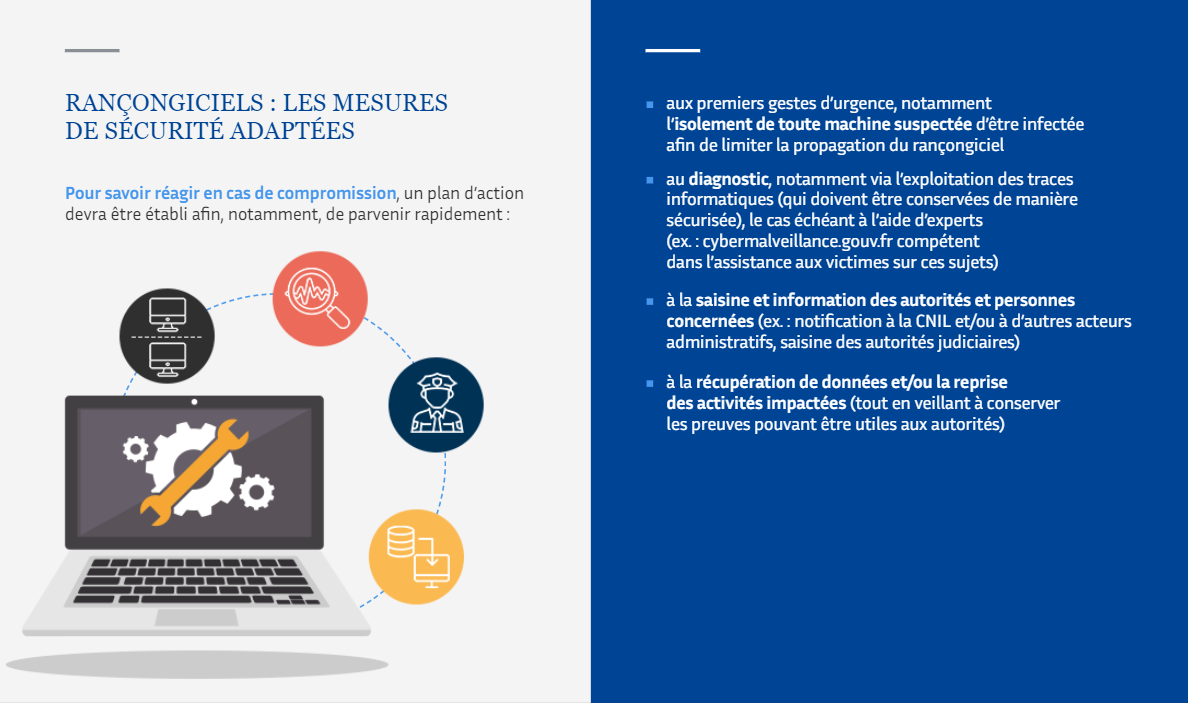 RANÇONGICIELS : LES MESURES
DE SÉCURITÉ ADAPTÉES
Pour savoir réagir en cas de compromission, un plan d’action
devra être établi afin, notamment, de parvenir rapidement :
aux premiers gestes d’urgence, notamment
l’isolement de toute machine suspectée d’être infectée
afin de limiter la propagation du rançongiciel
au diagnostic, notamment via l’exploitation des traces
informatiques (qui doivent être conservées de manière
sécurisée), le cas échéant à l’aide d’experts
(ex. : cybermalveillance.gouv.fr compétent
dans l’assistance aux victimes sur ces sujets)
à la saisine et information des autorités et personnes
concernées (ex. : notification à la CNIL et/ou à d’autres acteurs
administratifs, saisine des autorités judiciaires)
à la récupération de données et/ou la reprise
des activités impactées (tout en veillant à conserver
les preuves pouvant être utiles aux autorités)